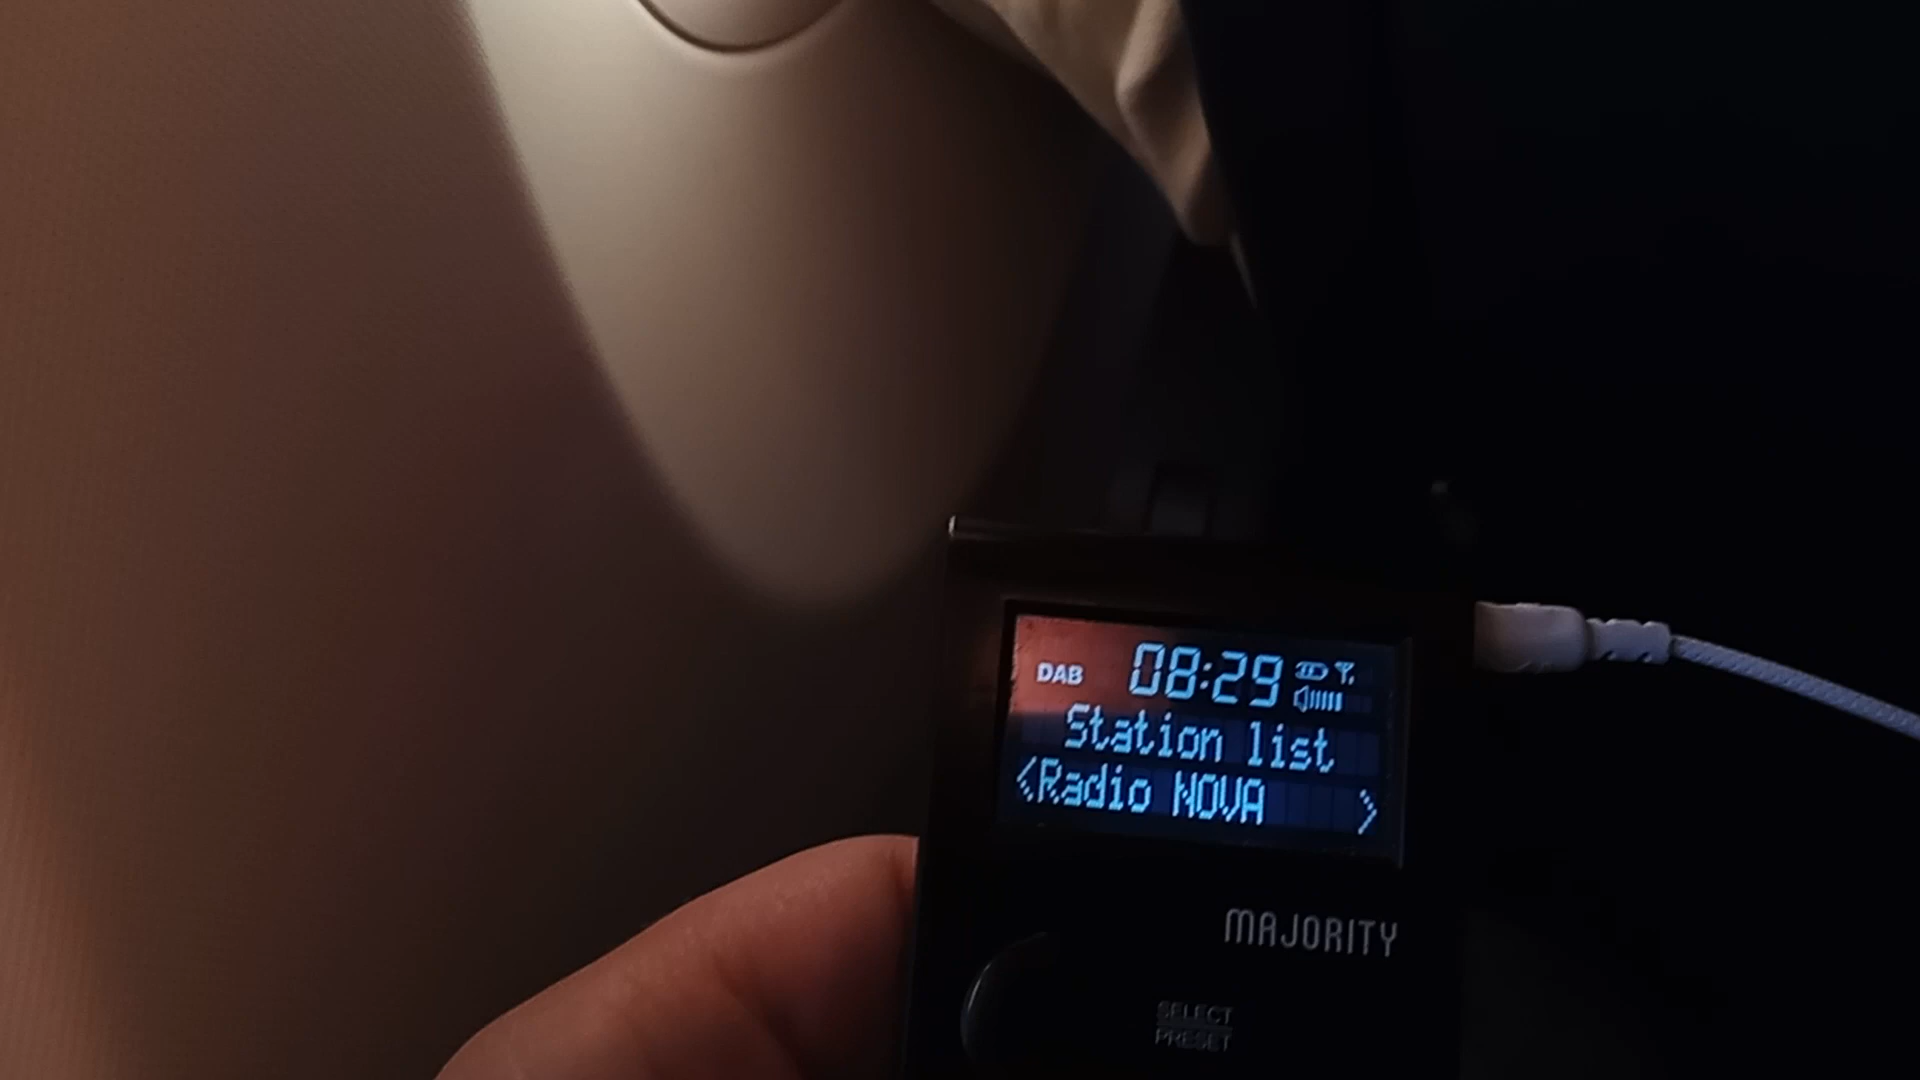 DAB 08:29
Station list
<Radio NOVA >
MAJORITY
SELECT
PRESET